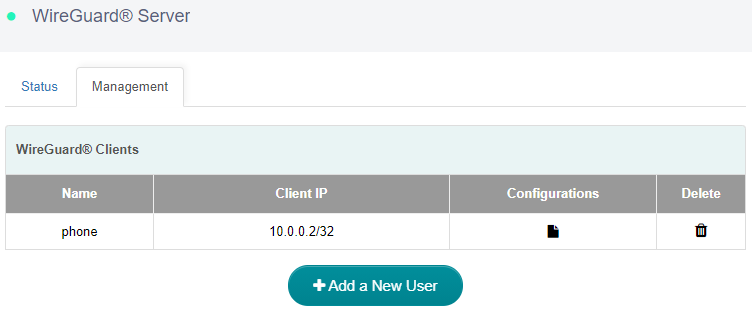 WireGuard® Server
Status Management
WireGuard® Clients
Name Client IP Configurations Delete
phone 10.0.0.2/32
Add a New User